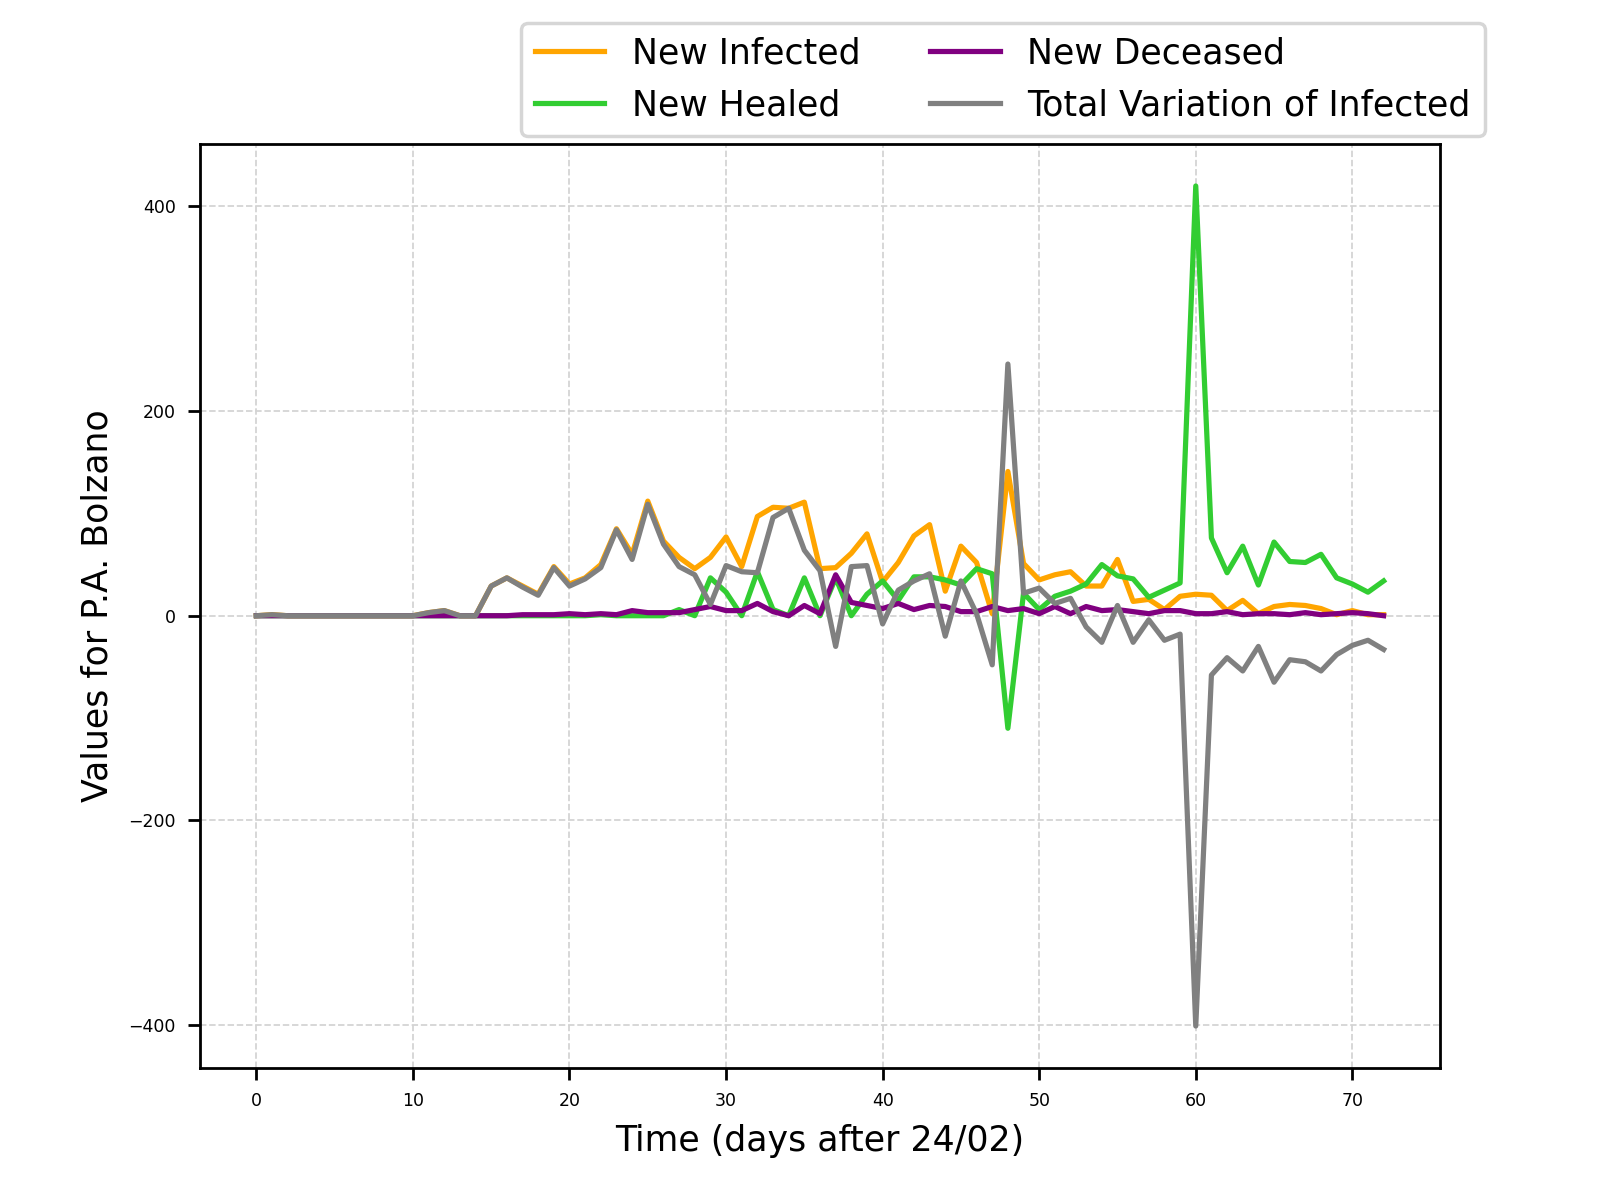 New Infected
New Healed
New Deceased
Total Variation of Infected
Values for P.A. Bolzano
400
200
0
−200
−400
0 10 20 30 40 50 60 70
Time (days after 24/02)